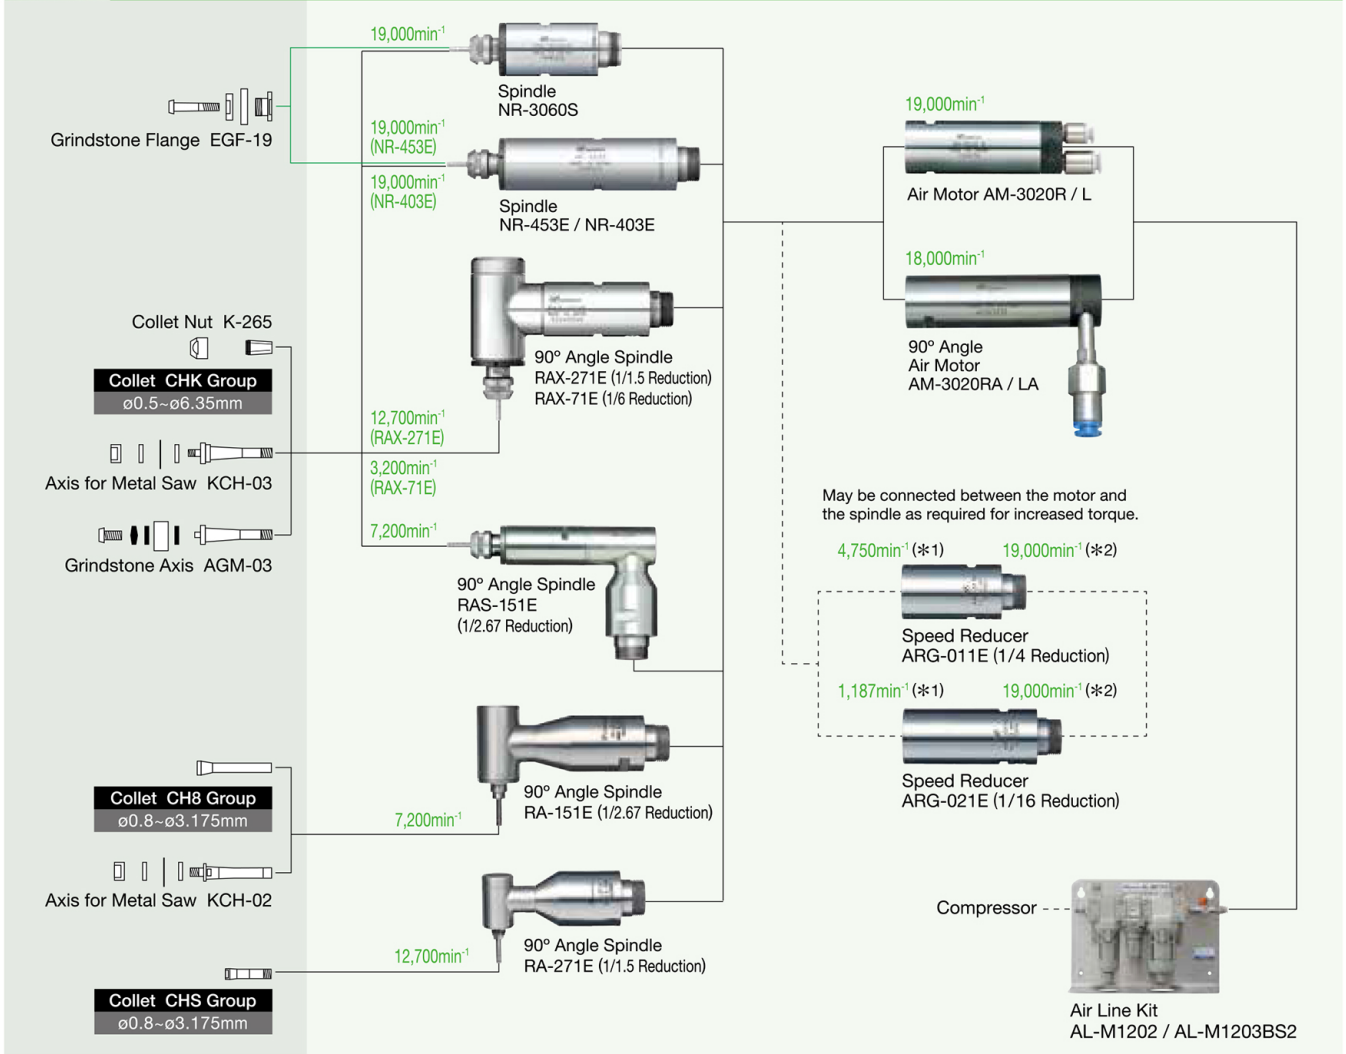 19,000min-1
Spindle
NR-3060S
Grindstone Flange EGF-19
19,000min-1
(NR-453E)
19,000min-1
(NR-403E)
Spindle
NR-453E / NR-403E
19,000min-1
Air Motor AM-3020R / L
18,000min-1
90º Angle
Air Motor
AM-3020RA / LA
Collet Nut K-265
Collet CHK Group
ø0.5~ø6.35mm
90º Angle Spindle
RAX-271E (1/1.5 Reduction)
RAX-71E (1/6 Reduction)
12,700min-1
(RAX-271E)
3,200min-1
(RAX-71E)
Axis for Metal Saw KCH-03
7,200min-1
Grindstone Axis AGM-03
90º Angle Spindle
RAS-151E
(1/2.67 Reduction)
May be connected between the motor and
the spindle as required for increased torque.
4,750min-1 (✻1) 19,000min-1 (✻2)
Speed Reducer
ARG-011E (1/4 Reduction)
1,187min-1 (✻1) 19,000min-1 (✻2)
Speed Reducer
ARG-021E (1/16 Reduction)
Collet CH8 Group
ø0.8~ø3.175mm
90º Angle Spindle
RA-151E (1/2.67 Reduction)
7,200min-1
Axis for Metal Saw KCH-02
90º Angle Spindle
RA-271E (1/1.5 Reduction)
12,700min-1
Collet CHS Group
ø0.8~ø3.175mm
Compressor
Air Line Kit
AL-M1202 / AL-M1203BS2